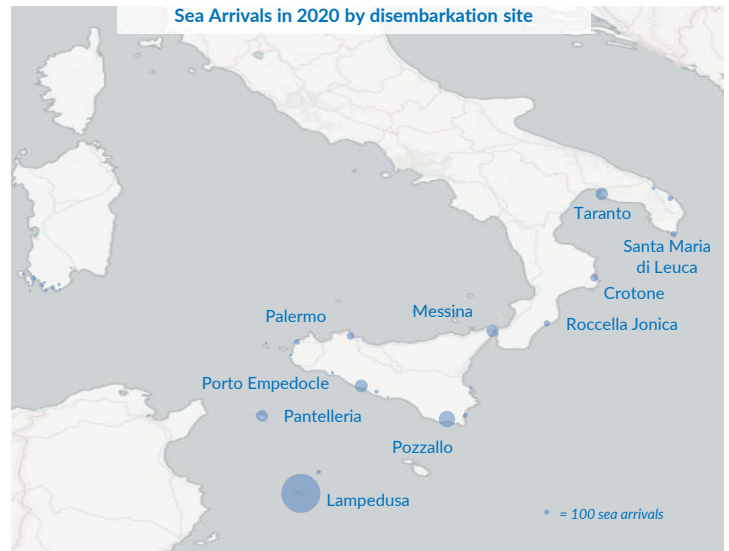 Sea Arrivals in 2020 by disembarkation site
Taranto
Santa Maria
di Leuca
Crotone
Messina
Palermo
Roccella Jonica
Porto Empedocle
Pantelleria
Pozzallo
Lampedusa
= 100 sea arrivals